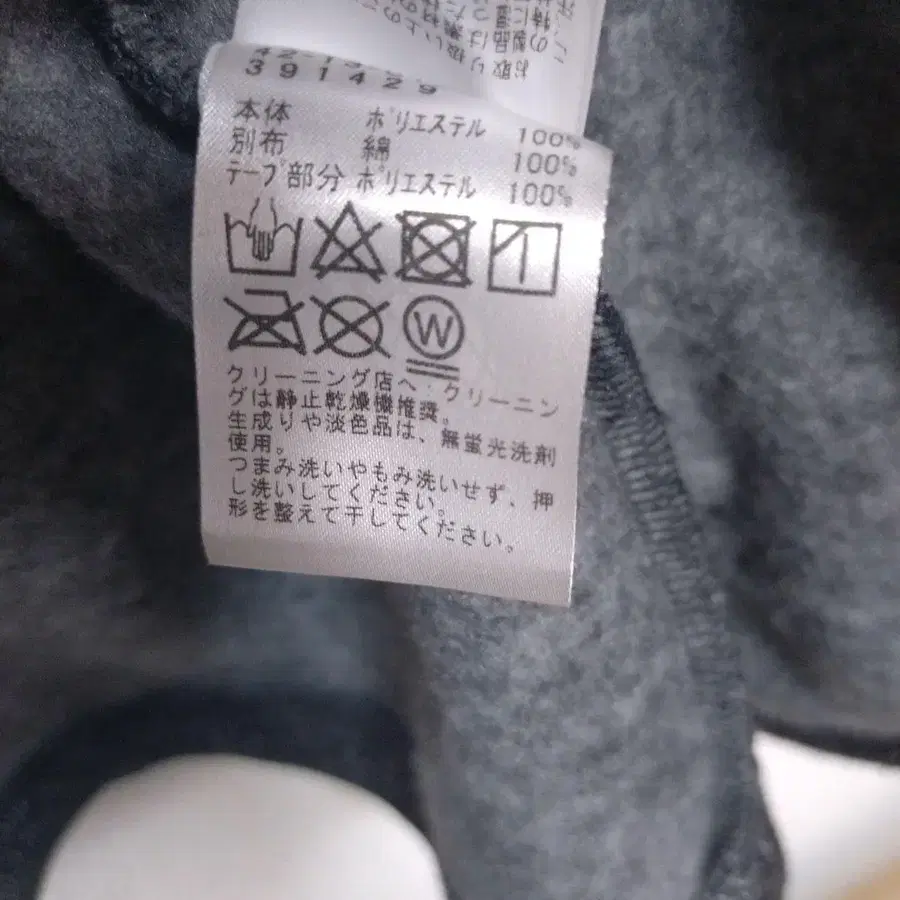 391429
本体 ポリエステル 100%
別布 綿 100%
テープ部分 ポリエステル 100%
W
クリーニング店へ:クリーニン
グは静止乾燥機推奨。
生成りや淡色品は、無蛍光洗剤
使用。
つまみ洗いやもみ洗いせず、押
し洗いしてください。
形を整えて干してください。